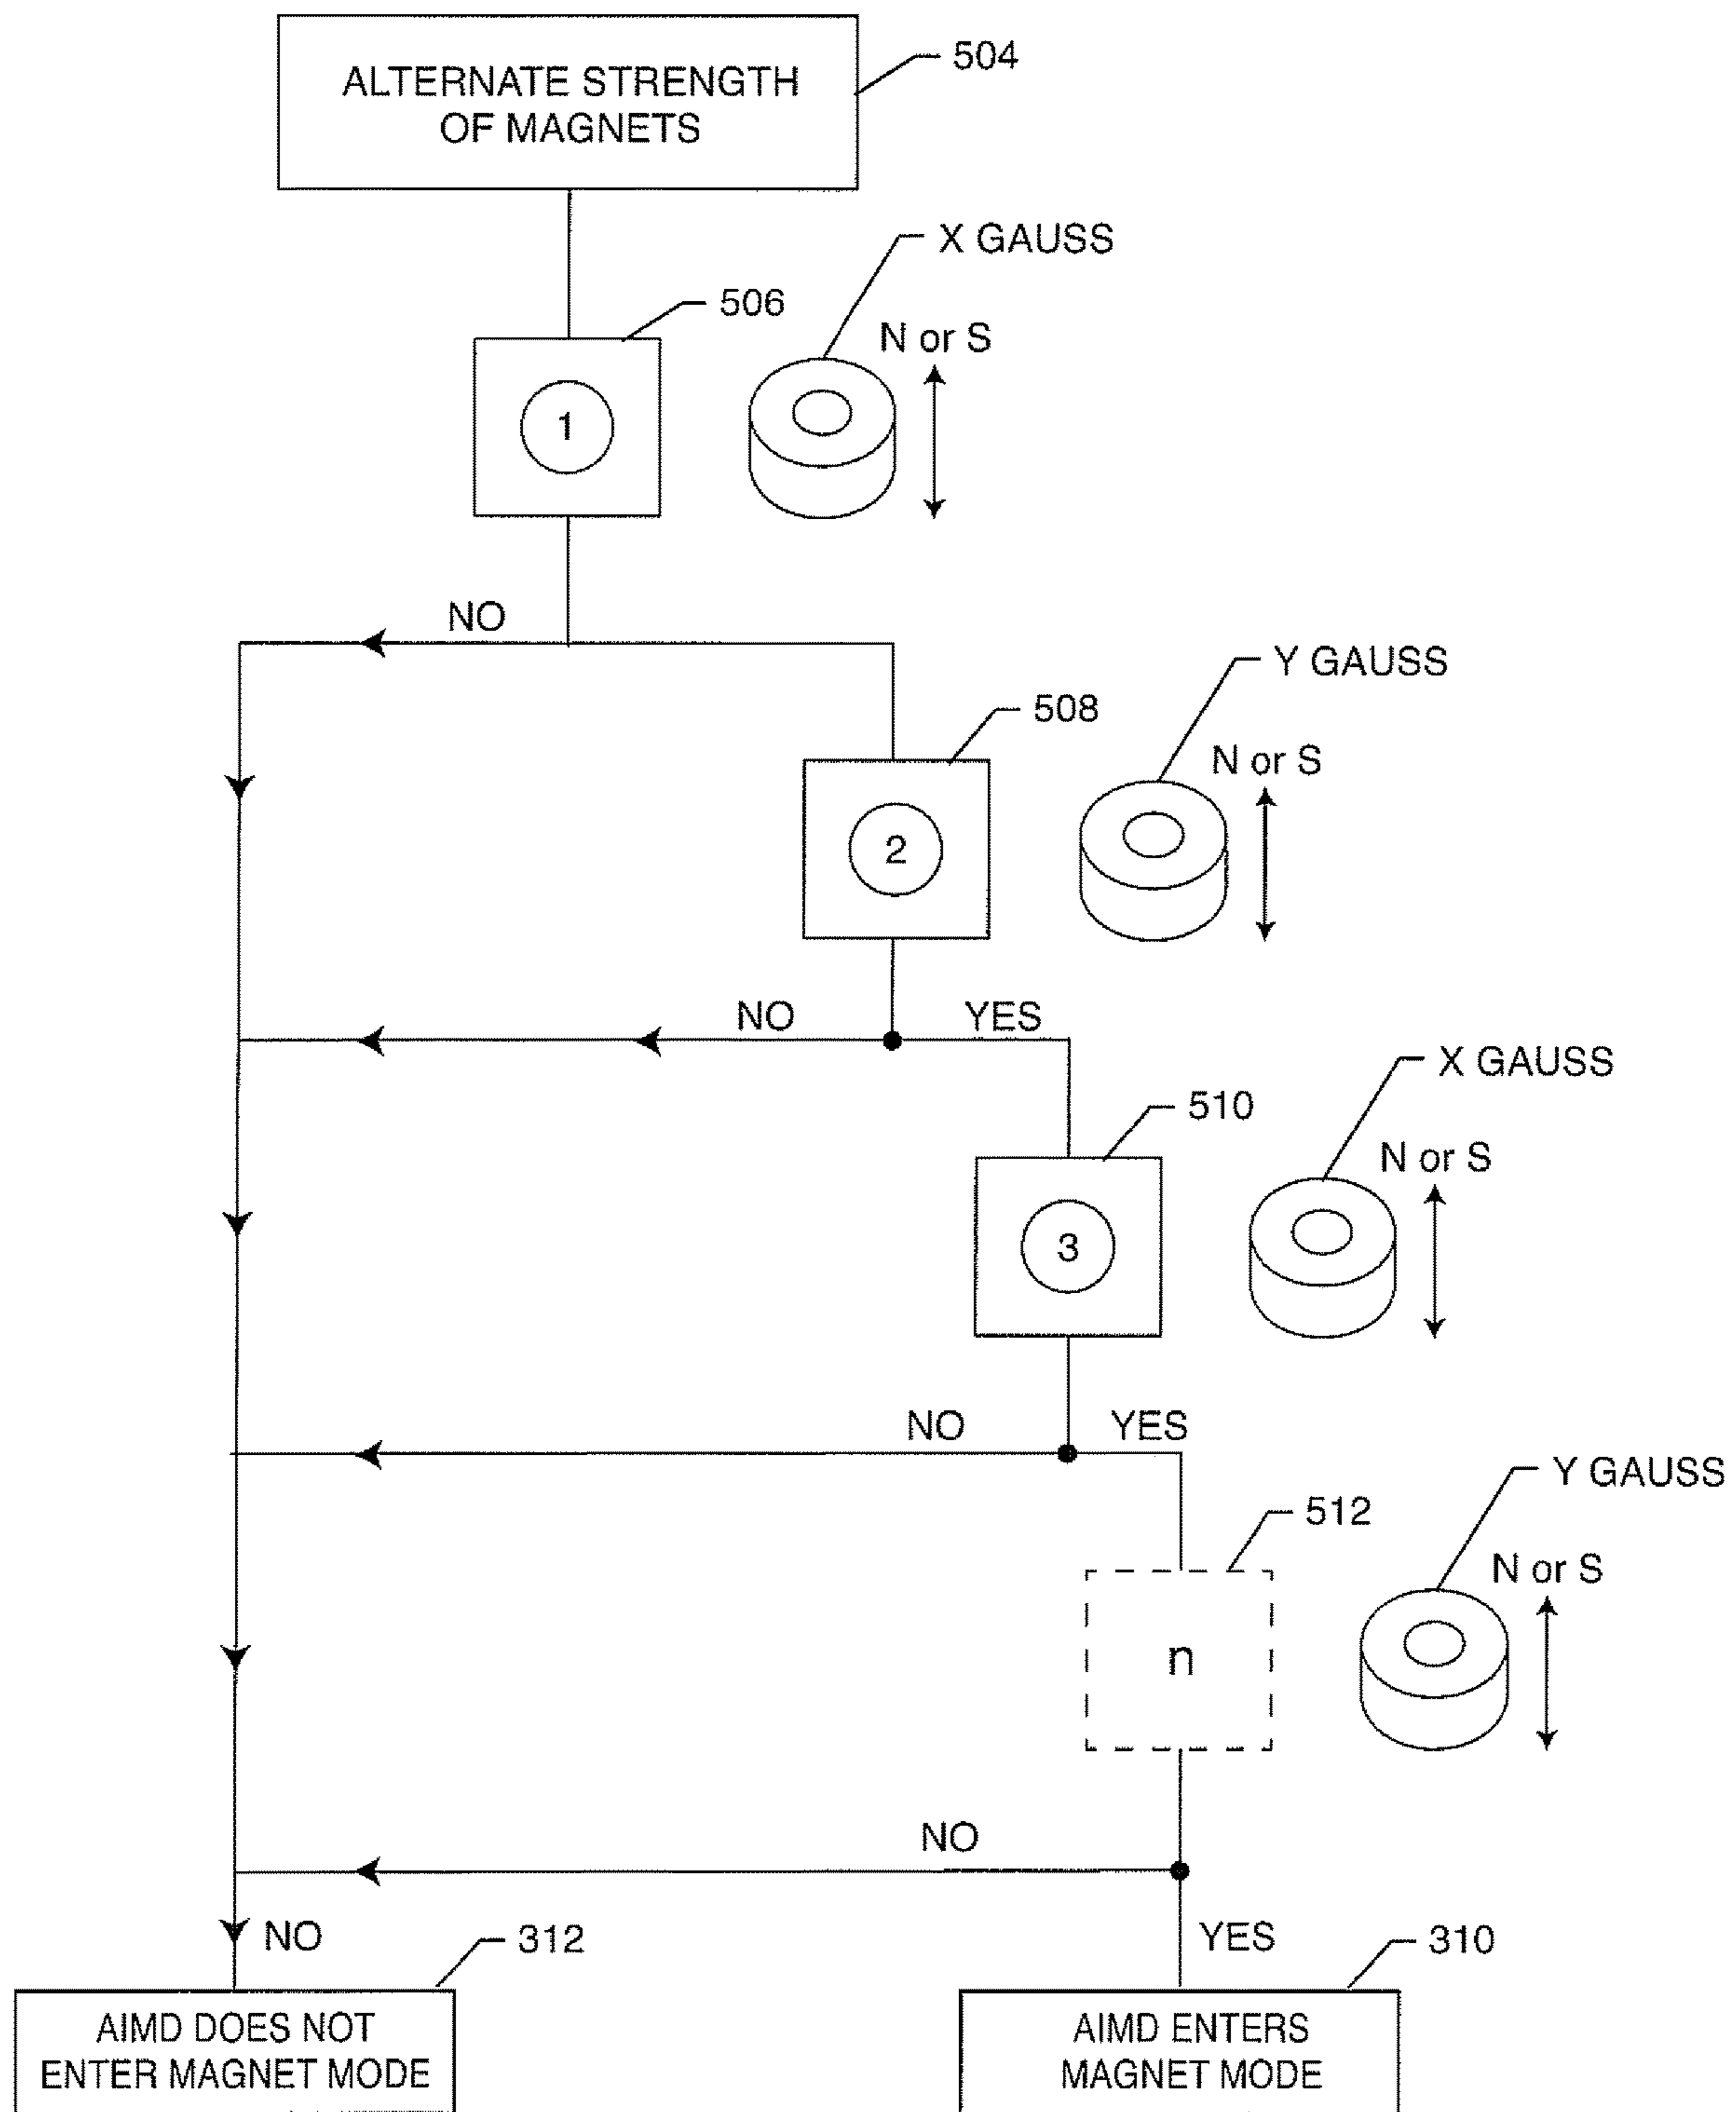 504
ALTERNATE STRENGTH
OF MAGNETS
X GAUSS
506
N or S
1
NO
Y GAUSS
508
N or S
2
NO
YES
X GAUSS
510
N or S
3
NO
YES
Y GAUSS
512
N or S
n
NO
NO
312
YES
310
AIMD DOES NOT
ENTER MAGNET MODE
AIMD ENTERS
MAGNET MODE